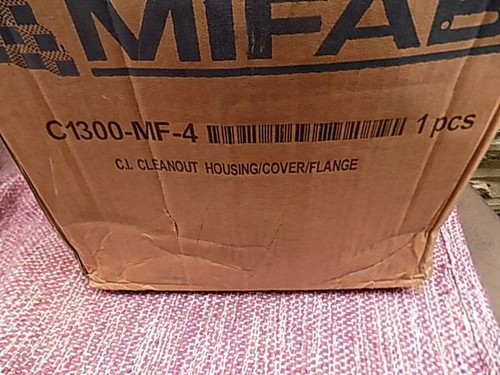 MIFAB
C1300-MF-4 1 pcs
C.I. CLEANOUT HOUSING/COVER/FLANGE